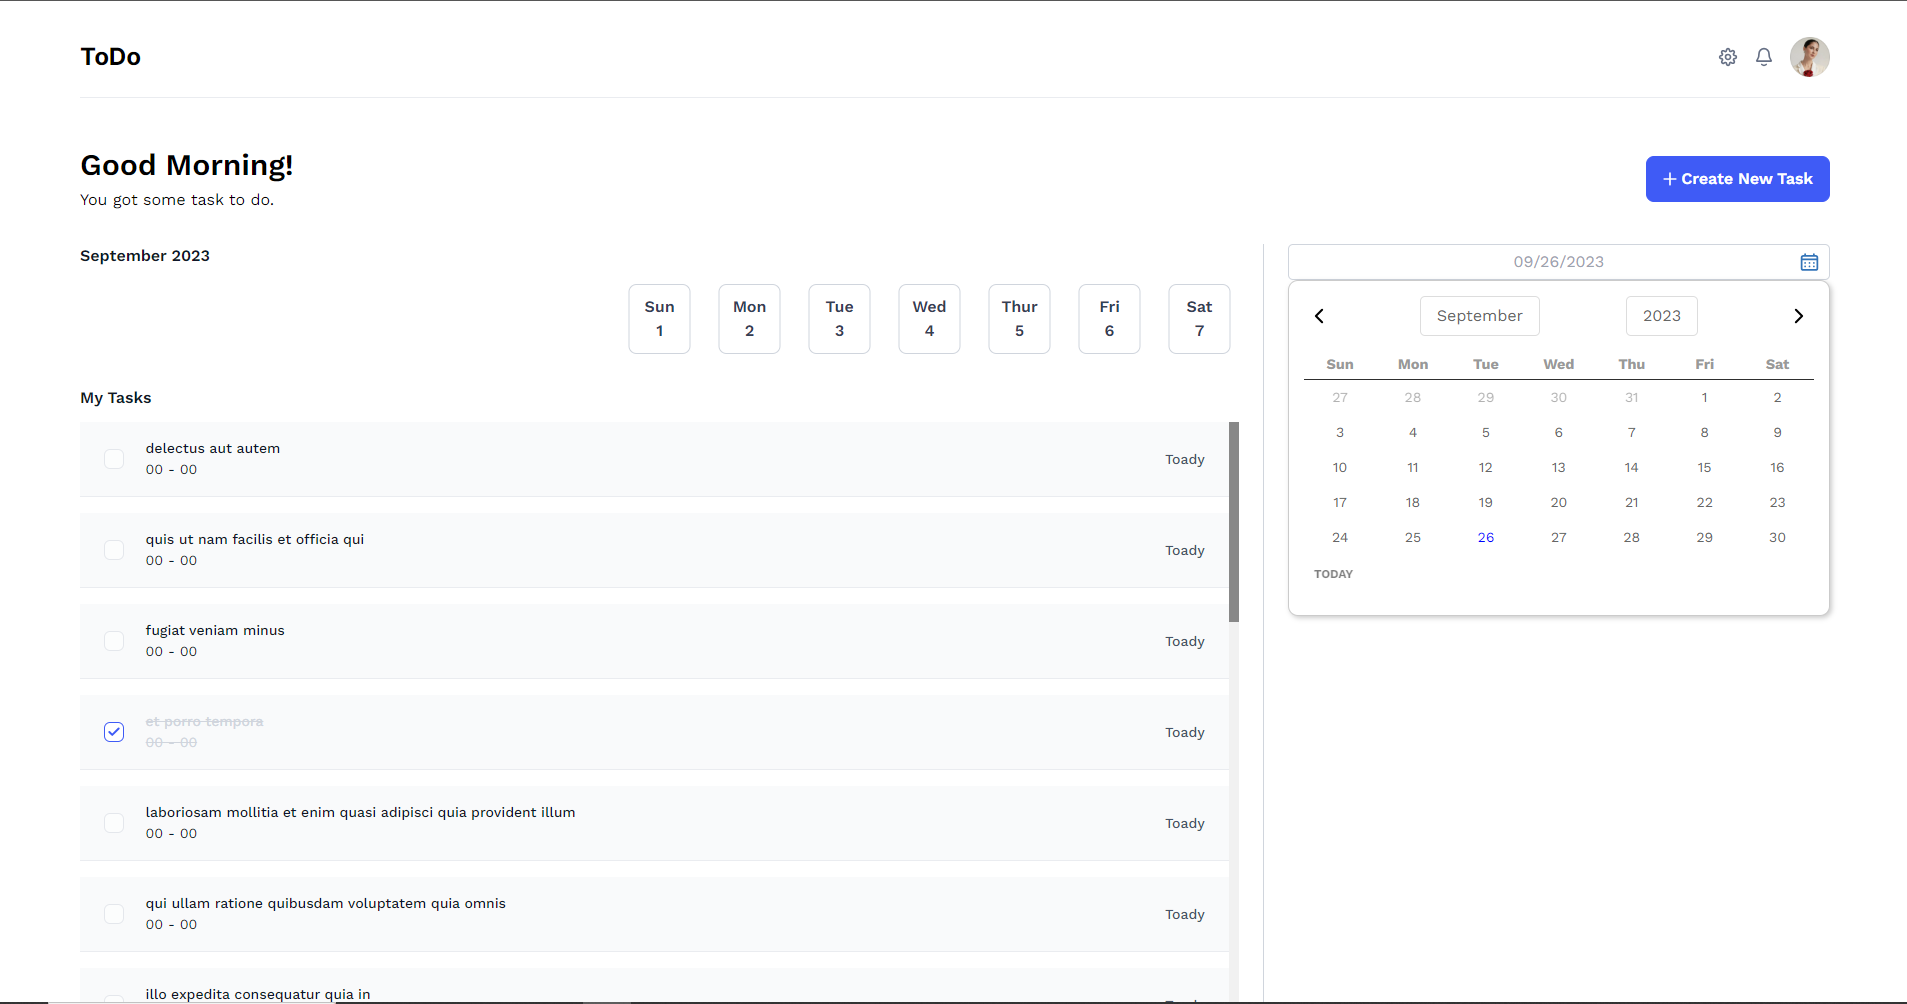 ToDo
Good Morning!
You got some task to do.
+ Create New Task
September 2023
Sun Mon Tue Wed Thur Fri Sat
1 2 3 4 5 6 7
My Tasks
delectus aut autem
00 - 00
Toady
quis ut nam facilis et officia qui
00 - 00
Toady
fugiat veniam minus
00 - 00
Toady
et porro tempora
00 - 00
Toady
laboriosam mollitia et enim quasi adipisci quia provident illum
00 - 00
Toady
qui ullam ratione quibusdam voluptatem quia omnis
00 - 00
Toady
illo expedita consequatur quia in
09/26/2023
September 2023
Sun Mon Tue Wed Thu Fri Sat
27 28 29 30 31 1 2
3 4 5 6 7 8 9
10 11 12 13 14 15 16
17 18 19 20 21 22 23
24 25 26 27 28 29 30
TODAY